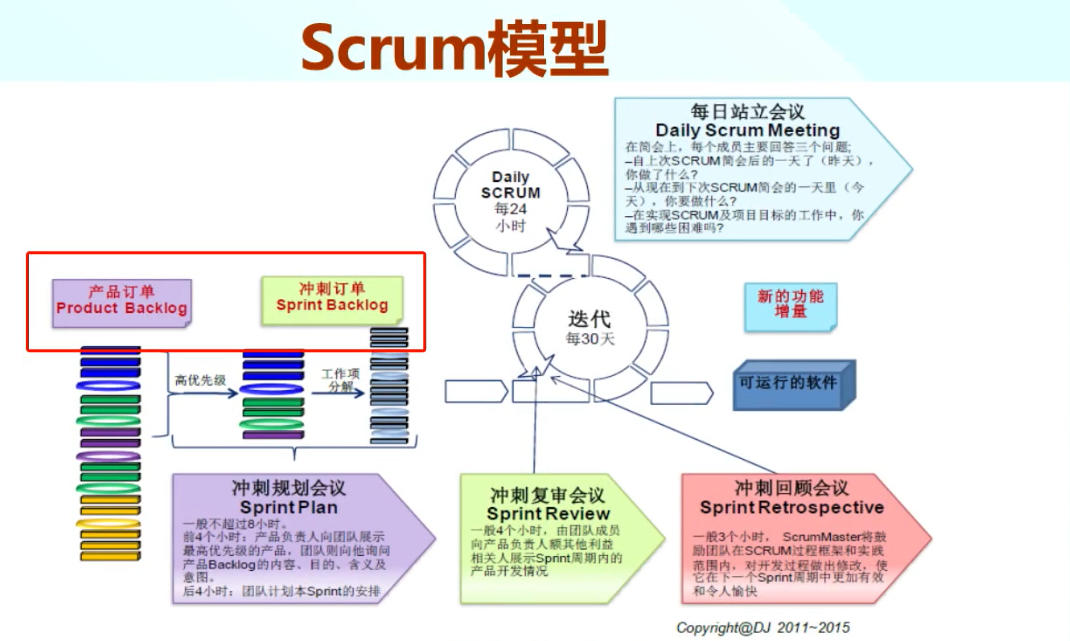 Scrum模型
每日站立会议
Daily Scrum Meeting
在简会上，每个成员主要回答三个问题;
–自上次SCRUM简会后的一天了（昨天），
你做了什么?
–从现在到下次SCRUM简会的一天里（今
天），你要做什么?
–在实现SCRUM及项目目标的工作中，你
遇到哪些困难吗?
Daily
SCRUM
每24
小时
产品订单
Product Backlog
冲刺订单
Sprint Backlog
迭代
每30天
新的功能
增量
高优先级
工作项
分解
可运行的软件
冲刺规划会议
Sprint Plan
一般不超过8小时。
前4个小时：产品负责人向团队展示
最高优先级的产品，团队则向他询问
产品Backlog的内容、目的、含义及
意图。
后4小时：团队计划本Sprint的安排
冲刺复审会议
Sprint Review
一般4个小时，由团队成员
向产品负责人额其他利益
相关人展示Sprint周期内的
产品开发情况
冲刺回顾会议
Sprint Retrospective
一般3个小时， ScrumMaster将鼓
励团队在SCRUM过程框架和实践
范围内，对开发过程做出修改，使
它在下一个Sprint周期中更加有效
和令人愉快
Copyright@DJ 2011~2015